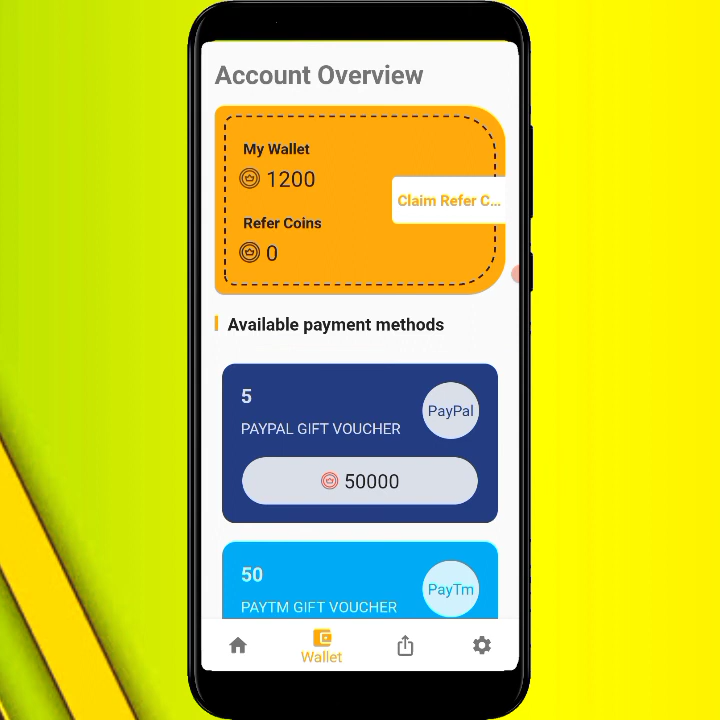 Account Overview
My Wallet
1200
Claim Refer C...
Refer Coins
0
Available payment methods
5
PayPal
PAYPAL GIFT VOUCHER
50000
50
PayTm
PAYTM GIFT VOUCHER
Wallet